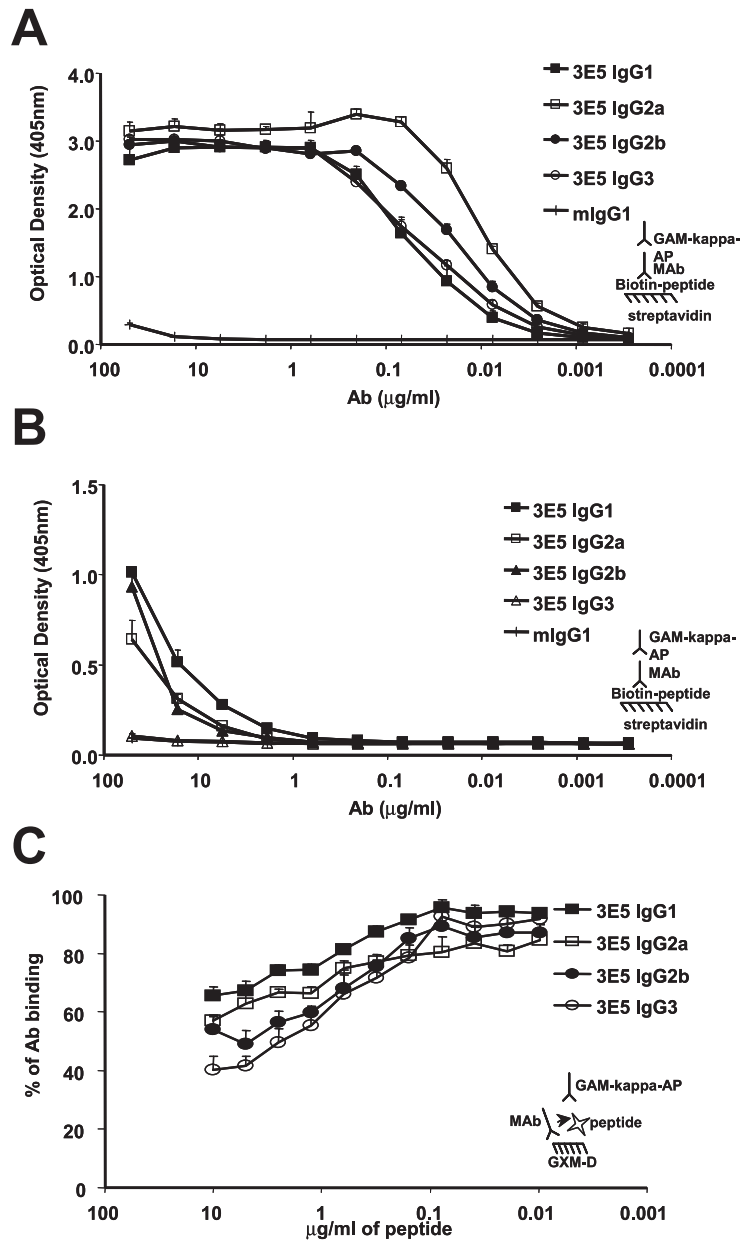 A
Optical Density (405nm)
4.0
3.0
2.0
1.0
0.0
100
10
1
0.1
0.01
0.001
0.0001
Ab (µg/ml)
3E5 IgG1
3E5 IgG2a
3E5 IgG2b
3E5 IgG3
mIgG1
GAM-kappa-
AP
MAb
Biotin-peptide
streptavidin
B
Optical Density (405nm)
1.5
1.0
0.5
0.0
100
10
1
0.1
0.01
0.001
0.0001
Ab (µg/ml)
3E5 IgG1
3E5 IgG2a
3E5 IgG2b
3E5 IgG3
mIgG1
GAM-kappa-
AP
MAb
Biotin-peptide
streptavidin
C
% of Ab binding
100
80
60
40
20
0
100
10
1
0.1
0.01
0.001
µg/ml of peptide
3E5 IgG1
3E5 IgG2a
3E5 IgG2b
3E5 IgG3
GAM-kappa-AP
MAb
peptide
GXM-D